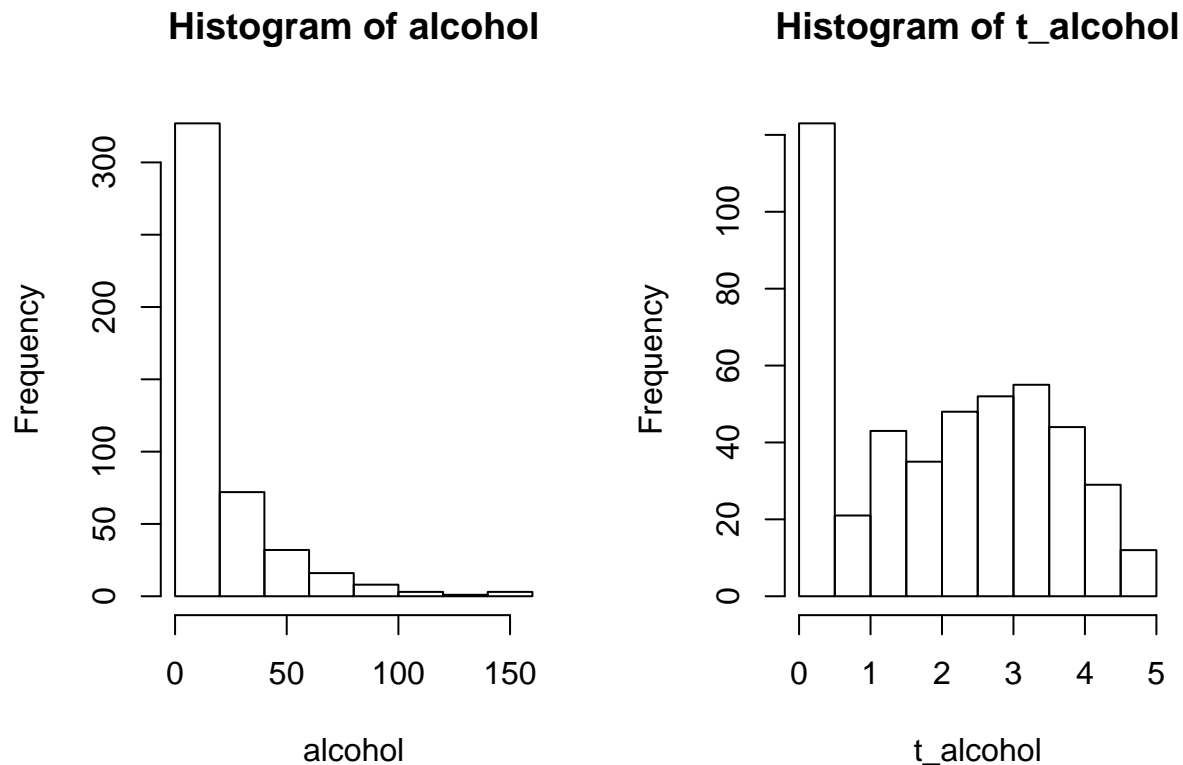 Histogram of alcohol
Frequency
300
200
100
50
0
0 50 100 150
alcohol
Histogram of t_alcohol
Frequency
100
80
60
40
20
0
0 1 2 3 4 5
t_alcohol